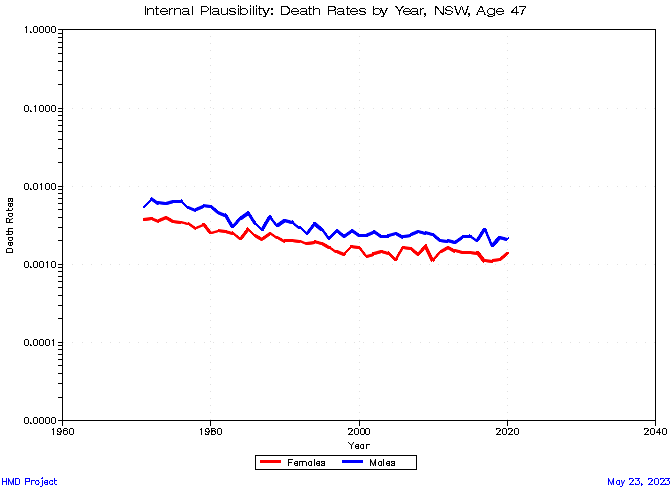 Internal Plausibility: Death Rates by Year, NSW, Age 47
1.0000
0.1000
0.0100
0.0010
0.0001
0.0000
Death Rates
1960
1980
2000
2020
2040
Year
Females
Males
HMD Project
May 23, 2023